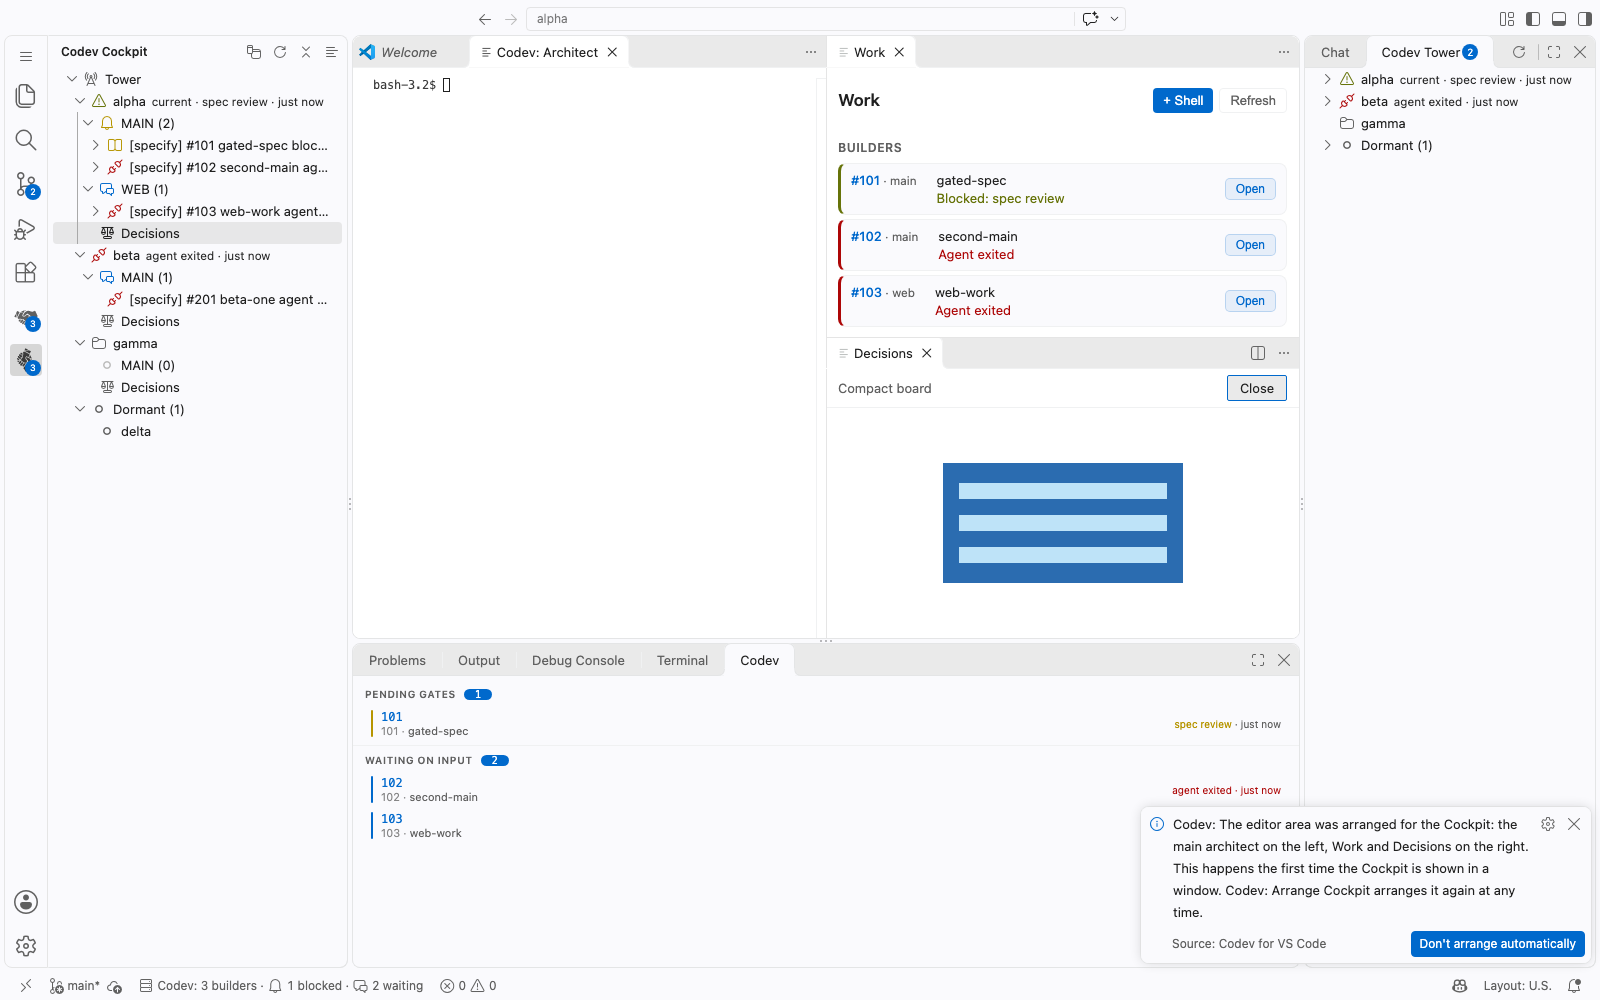 alpha
Codev Cockpit
Tower
alpha current · spec review · just now
MAIN (2)
[specify] #101 gated-spec bloc...
[specify] #102 second-main ag...
WEB (1)
[specify] #103 web-work agent...
Decisions
beta agent exited · just now
MAIN (1)
[specify] #201 beta-one agent ...
Decisions
gamma
MAIN (0)
Decisions
Dormant (1)
delta
2
3
3
Welcome
Codev: Architect
bash-3.2$
Work
Work
+ Shell
Refresh
BUILDERS
#101 · main
gated-spec
Blocked: spec review
Open
#102 · main
second-main
Agent exited
Open
#103 · web
web-work
Agent exited
Open
Decisions
Compact board
Close
Chat
Codev Tower 2
alpha current · spec review · just now
beta agent exited · just now
gamma
Dormant (1)
Problems
Output
Debug Console
Terminal
Codev
PENDING GATES 1
101
101 · gated-spec
spec review · just now
WAITING ON INPUT 2
102
102 · second-main
agent exited · just now
103
103 · web-work
Codev: The editor area was arranged for the Cockpit: the
main architect on the left, Work and Decisions on the right.
This happens the first time the Cockpit is shown in a
window. Codev: Arrange Cockpit arranges it again at any
time.
Source: Codev for VS Code
Don't arrange automatically
main*
Codev: 3 builders · 1 blocked · 2 waiting
0 0
Layout: U.S.